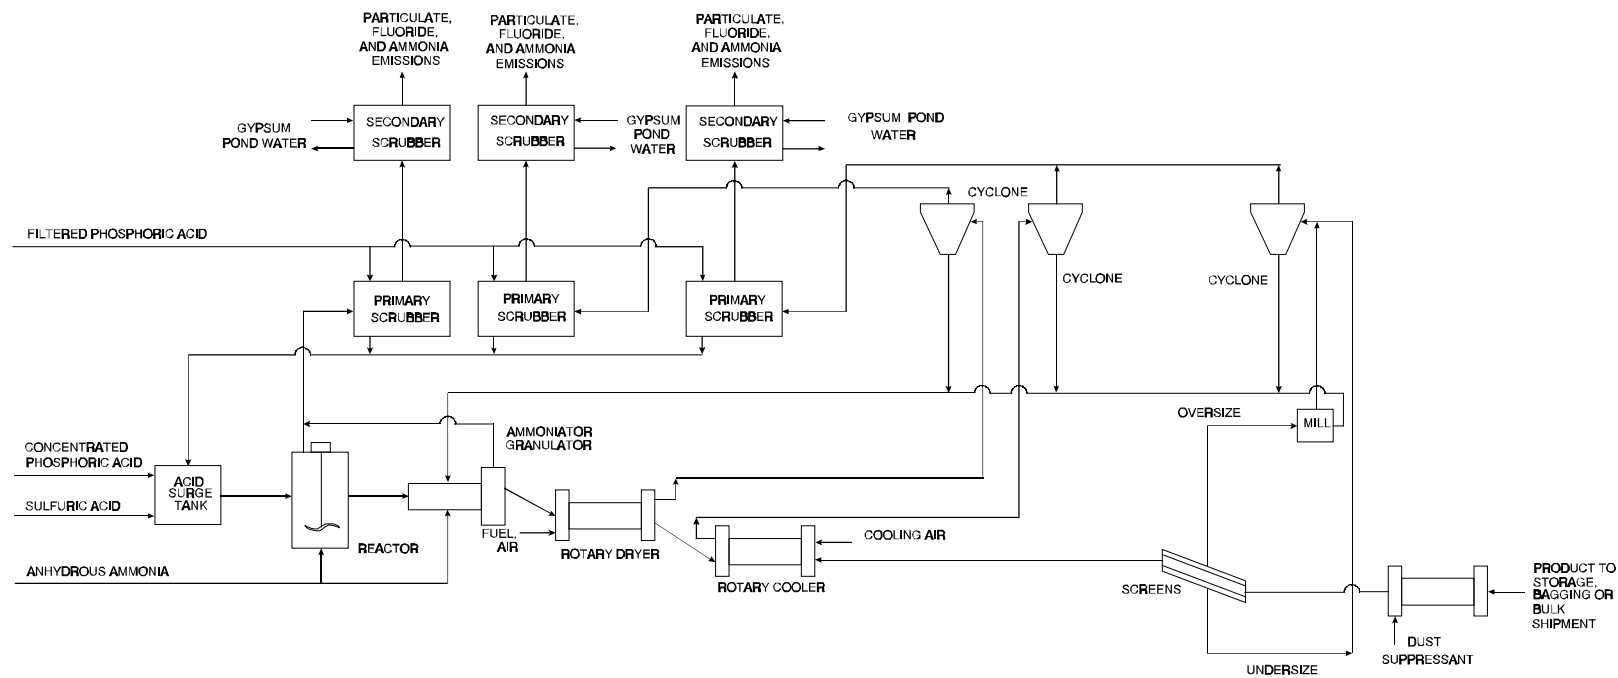 PARTICULATE,
FLUORIDE,
AND AMMONIA
EMISSIONS
PARTICULATE,
FLUORIDE,
AND AMMONIA
EMISSIONS
PARTICULATE,
FLUORIDE,
AND AMMONIA
EMISSIONS
GYPSUM
POND WATER
SECONDARY
SCRUBBER
SECONDARY
SCRUBBER
GYPSUM
POND
WATER
SECONDARY
SCRUBBER
GYPSUM POND
WATER
CYCLONE
FILTERED PHOSPHORIC ACID
CYCLONE
CYCLONE
PRIMARY
SCRUBBER
PRIMARY
SCRUBBER
PRIMARY
SCRUBBER
OVERSIZE
MILL
AMMONIATOR
GRANULATOR
CONCENTRATED
PHOSPHORIC ACID
ACID
SURGE
TANK
SULFURIC ACID
REACTOR
FUEL,
AIR
ROTARY DRYER
COOLING AIR
ANHYDROUS AMMONIA
ROTARY COOLER
SCREENS
PRODUCT TO
STORAGE,
BAGGING OR
BULK
SHIPMENT
DUST
SUPPRESSANT
UNDERSIZE